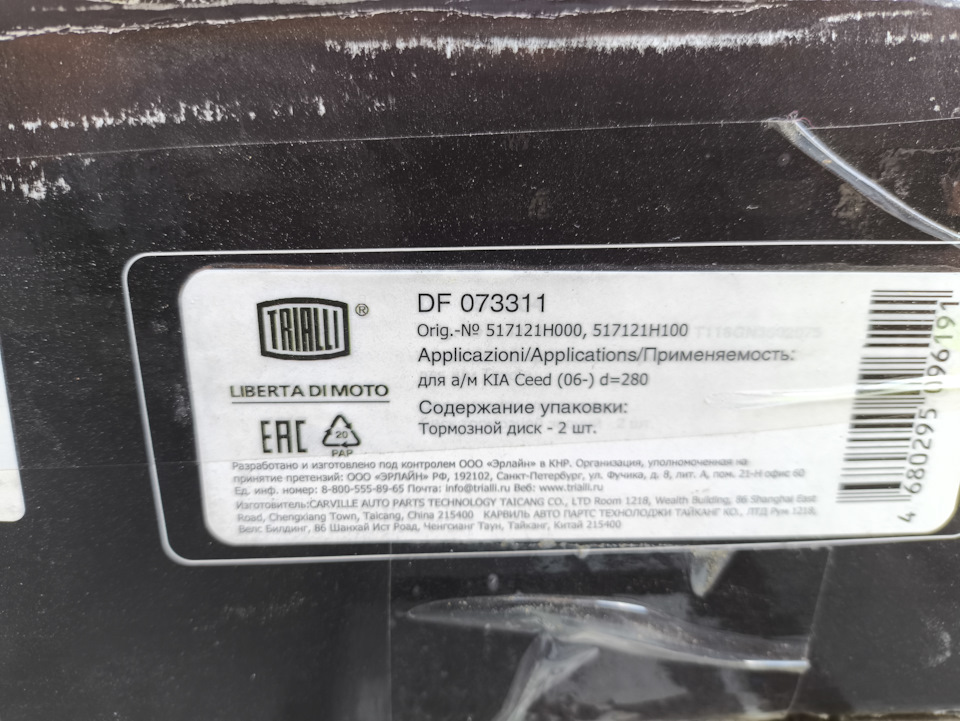 TRIALLI®
LIBERTA DI MOTO
EAC
20
PAP
DF 073311
Orig.-№ 517121H000, 517121H100
Applicazioni/Applications/Применяемость:
для а/м KIA Ceed (06-) d=280
Содержание упаковки:
Тормозной диск - 2 шт.
Разработано и изготовлено под контролем ООО «Эрлайн» в КНР. Организация, уполномоченная на
принятие претензий: ООО «ЭРЛАЙН» РФ, 192102, Санкт-Петербург, ул. Фучика, д. 8, лит. А, пом. 21-Н офис 60
Ед. инф. номер: 8-800-555-89-65 Почта: info@trialli.ru Веб: www.trialli.ru
Изготовитель:CARVILLE AUTO PARTS TECHNOLOGY TAICANG CO., LTD Room 1218, Wealth Building, 86 Shanghai East
Road, Chengxiang Town, Taicang, China 215400 КАРВИЛЬ АВТО ПАРТС ТЕХНОЛОДЖИ ТАЙХАНГ КО., ЛТД Рум 1218,
Велс Билдинг, 86 Шанхай Ист Роад, Ченгсианг Таун, Тайканг, Китай 215400
4 680295 096191